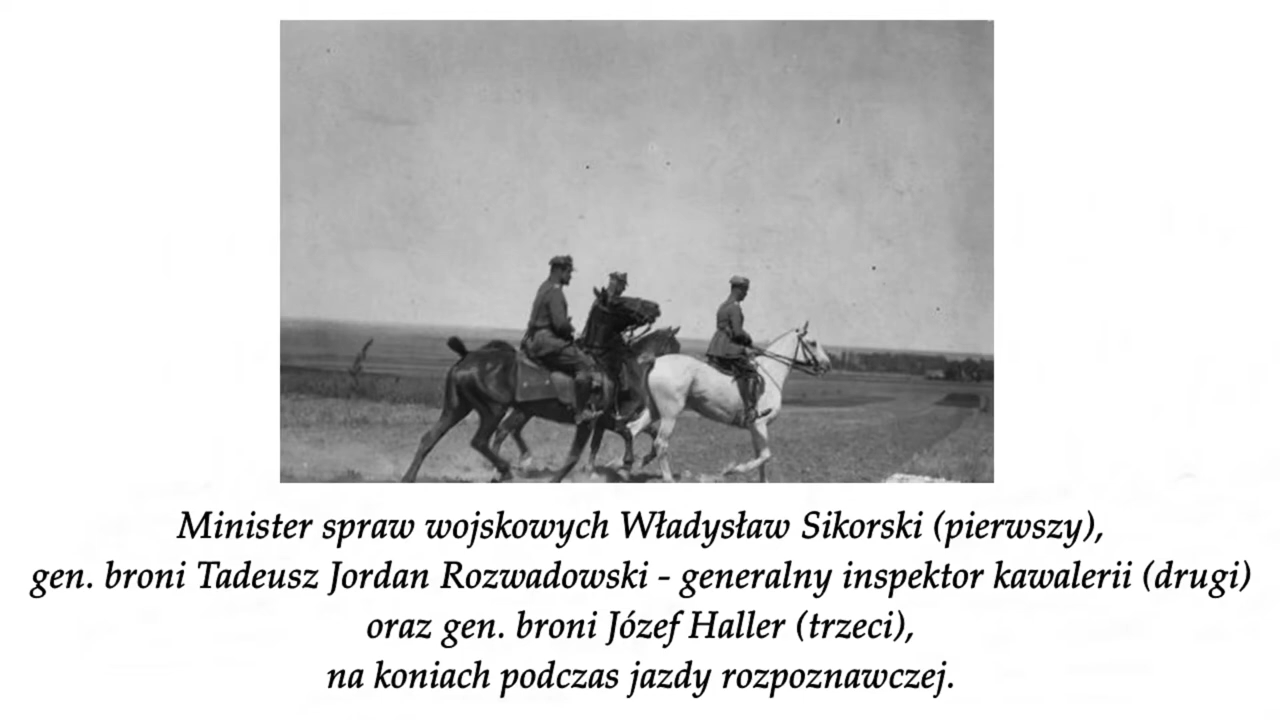 Minister spraw wojskowych Władysław Sikorski (pierwszy),
gen. broni Tadeusz Jordan Rozwadowski - generalny inspektor kawalerii (drugi)
oraz gen. broni Józef Haller (trzeci),
na koniach podczas jazdy rozpoznawczej.